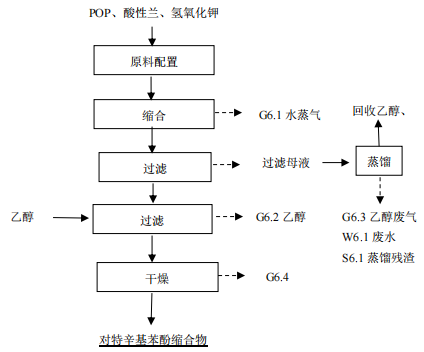 POP、酸性兰、氢氧化钾
原料配置
缩合
G6.1 水蒸气
回收乙醇、
过滤
过滤母液
蒸馏
乙醇
过滤
G6.2 乙醇
G6.3 乙醇废气
W6.1 废水
S6.1 蒸馏残渣
干燥
G6.4
对特辛基苯酚缩合物